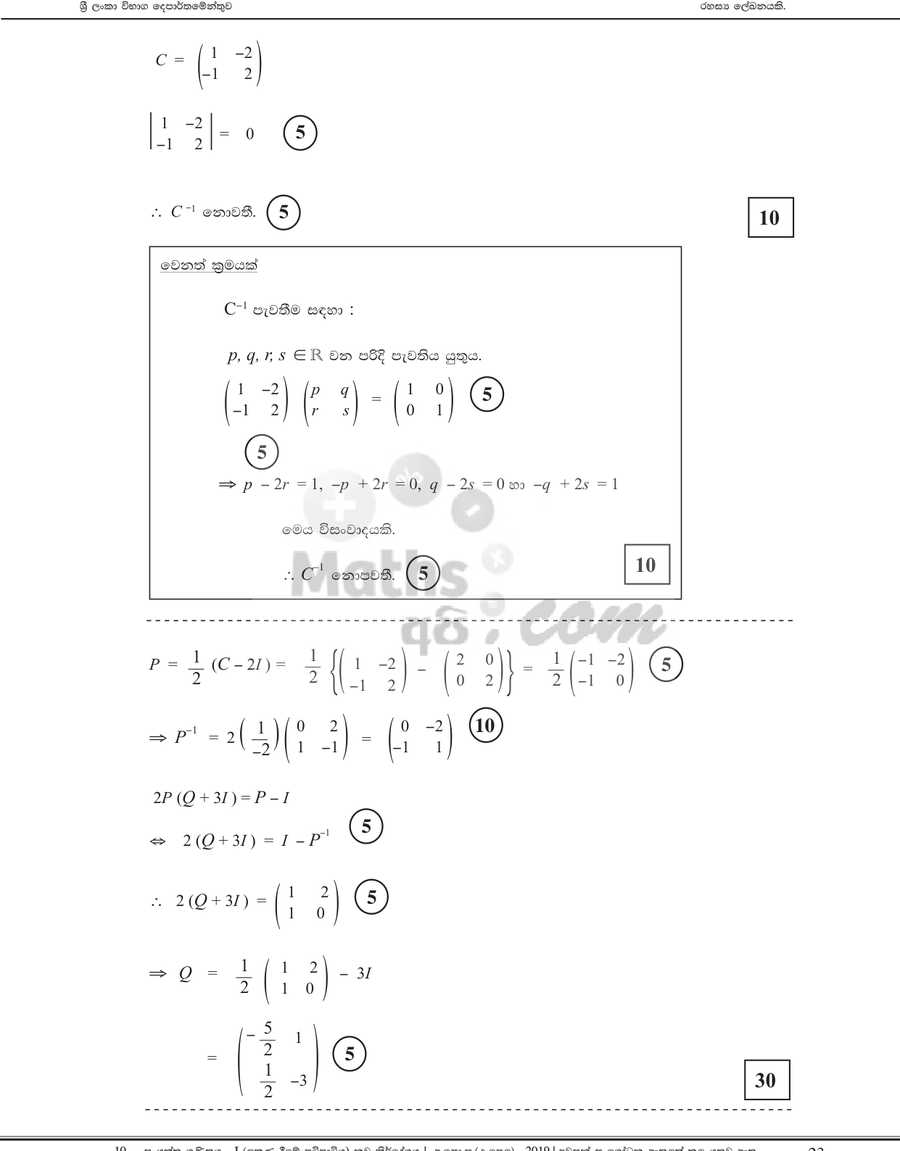 ශ්‍රී ලංකා විභාග දෙපාර්තමේන්තුව රහස්‍ය ලේඛනයකි.
C = ( 1 –2
–1 2 )
| 1 –2
–1 2 | = 0 5
∴ C –1 නොවතී. 5 10
වෙනත් ක්‍රමයක්
C–1 පැවතීම සඳහා :
p, q, r, s ∈ ℝ වන පරිදි පැවතිය යුතුය.
( 1 –2 ) ( p q ) = ( 1 0 ) 5
( –1 2 ) ( r s ) ( 0 1 )
5
⇒ p – 2r = 1, –p + 2r = 0, q – 2s = 0 හා –q + 2s = 1
මෙය විසංවාදයකි.
∴ C–1 නොපවතී. 5 10
Maths
අපි . com
P = 1/2 (C – 2I ) = 1/2 {( 1 –2 ) – ( 2 0 )} = 1/2 ( –1 –2 ) 5
( –1 2 ) ( 0 2 ) ( –1 0 )
⇒ P–1 = 2 ( 1/–2 ) ( 0 2 ) = ( 0 –2 ) 10
( 1 –1 ) ( –1 1 )
2P (Q + 3I ) = P – I
⇔ 2 (Q + 3I ) = I – P–1 5
∴ 2 (Q + 3I ) = ( 1 2 ) 5
( 1 0 )
⇒ Q = 1/2 ( 1 2 ) – 3I
( 1 0 )
= ( – 5/2 1 ) 5
( 1/2 –3 )
30